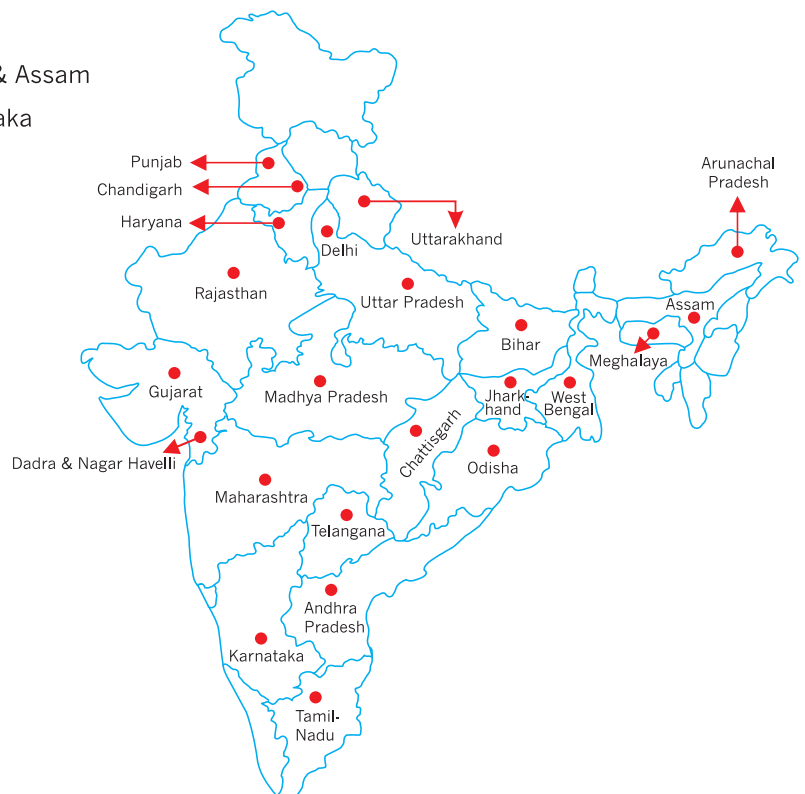 & Assam
aka
Punjab
Chandigarh
Haryana
Delhi
Uttarakhand
Arunachal
Pradesh
Rajasthan
Uttar Pradesh
Assam
Bihar
Meghalaya
Gujarat
Madhya Pradesh
Jhark-
hand
West
Bengal
Chattisgarh
Dadra & Nagar Havelli
Odisha
Maharashtra
Telangana
Andhra
Pradesh
Karnataka
Tamil-
Nadu